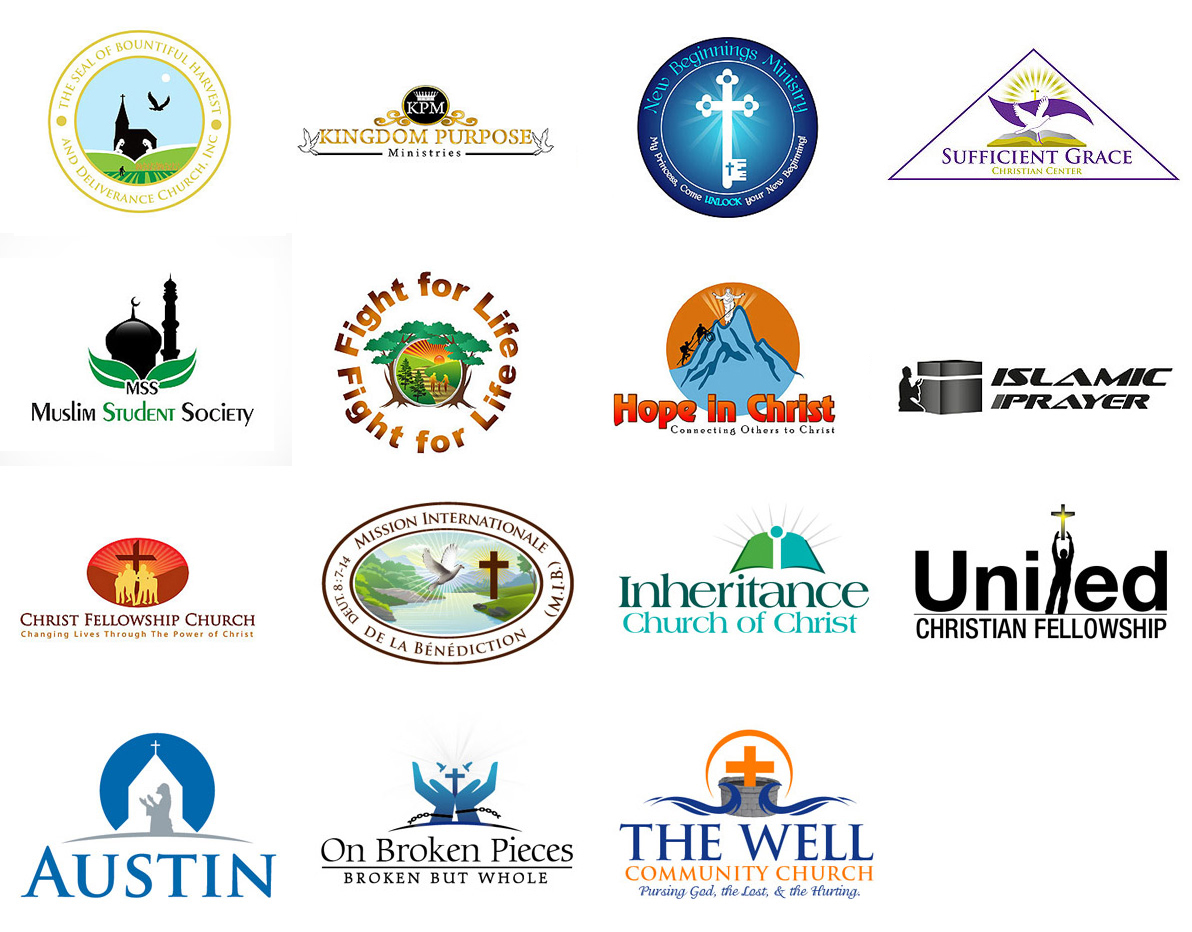 THE SEAL OF BOUNTIFUL HARVEST
AND DELIVERANCE CHURCH, INC
KPM
KINGDOM PURPOSE
Ministries
New Beginnings Ministry
My Princess, Come UNLOCK your New Beginning!
SUFFICIENT GRACE
CHRISTIAN CENTER
MSS
Muslim Student Society
Fight for Life
Fight for Life
Hope in Christ
Connecting Others to Christ
ISLAMIC
IPRAYER
CHRIST FELLOWSHIP CHURCH
Changing Lives Through The Power of Christ
MISSION INTERNATIONALE
DE LA BÉNÉDICTION
(M.I.B)
DEUT.8:7-14
Inheritance
Church of Christ
United
CHRISTIAN FELLOWSHIP
AUSTIN
On Broken Pieces
BROKEN BUT WHOLE
THE WELL
COMMUNITY CHURCH
Pursing God, the Lost, & the Hurting.